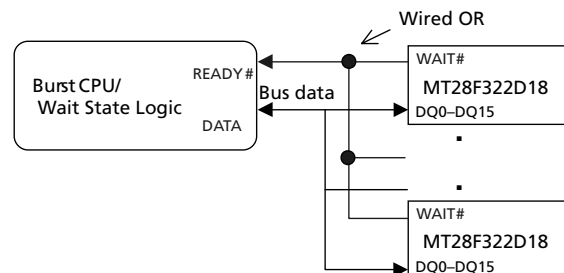 Wired OR
READY#
Burst CPU/
Wait State Logic
DATA
Bus data
WAIT#
MT28F322D18
DQ0–DQ15
WAIT#
MT28F322D18
DQ0–DQ15